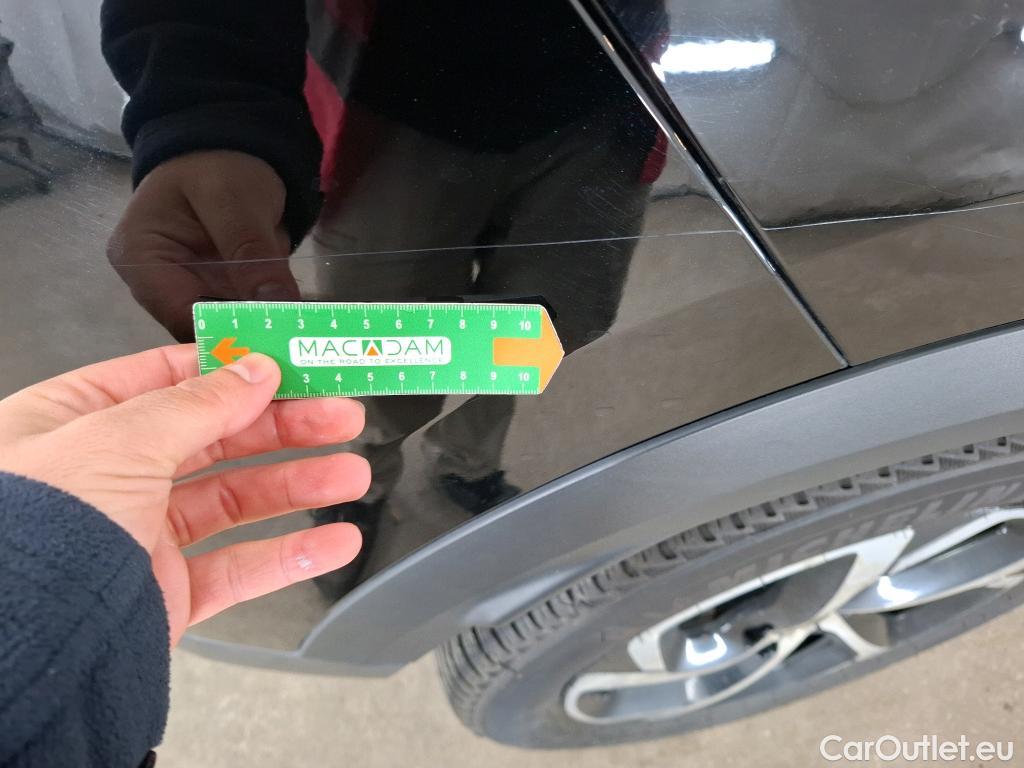 0 1 2 3 4 5 6 7 8 9 10
MACADAM
ON THE ROAD TO EXCELLENCE
3 4 5 6 7 8 9 10
MICHELIN
CarOutlet.eu